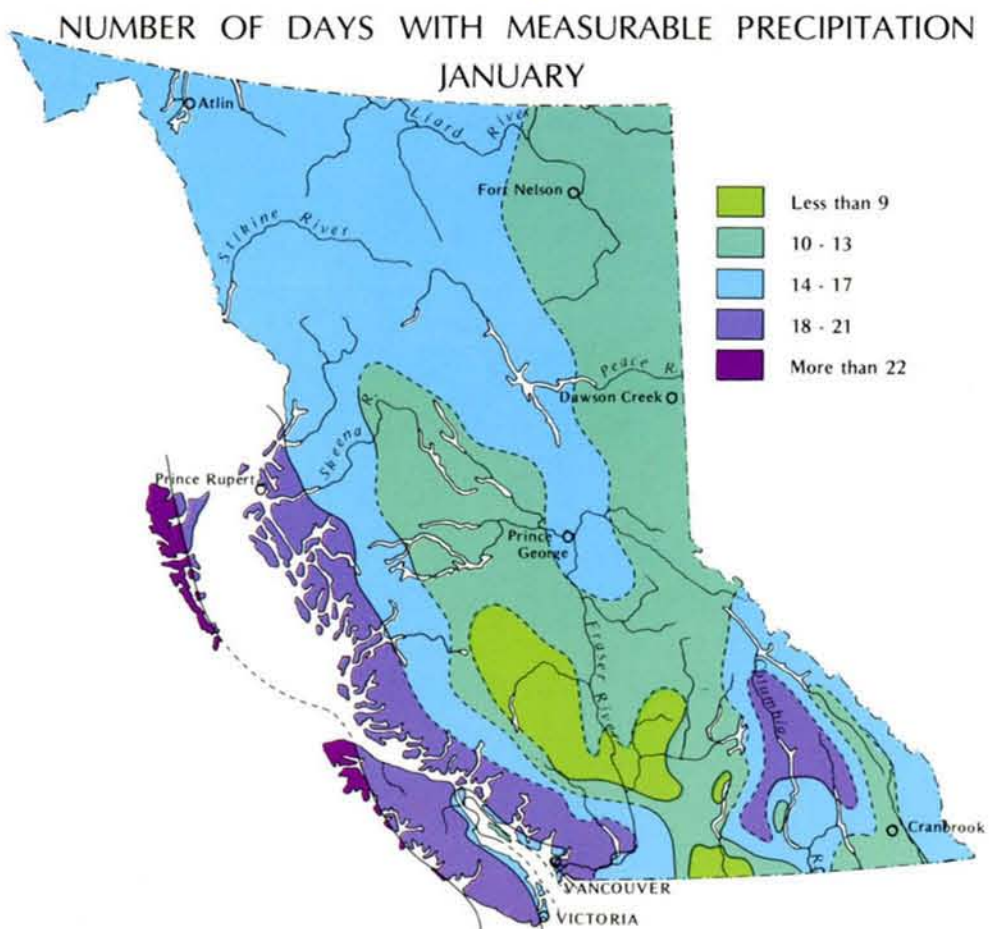 NUMBER OF DAYS WITH MEASURABLE PRECIPITATION
JANUARY
Atlin
Liard River
Fort Nelson
Less than 9
10 - 13
14 - 17
18 - 21
More than 22
Stikine River
Peace R.
Dawson Creek
Skeena R.
Prince Rupert
Prince
George
Fraser River
Columbia
Cranbrook
VANCOUVER
VICTORIA